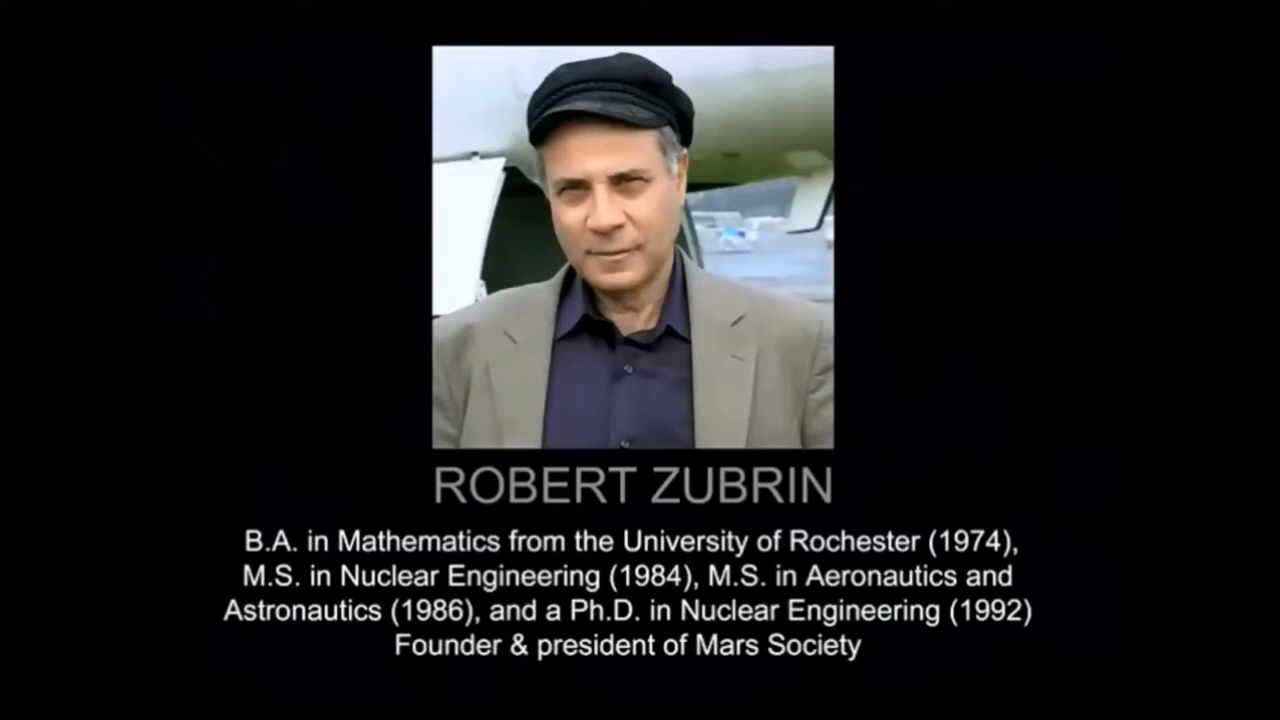 ROBERT ZUBRIN
B.A. in Mathematics from the University of Rochester (1974),
M.S. in Nuclear Engineering (1984), M.S. in Aeronautics and
Astronautics (1986), and a Ph.D. in Nuclear Engineering (1992)
Founder & president of Mars Society